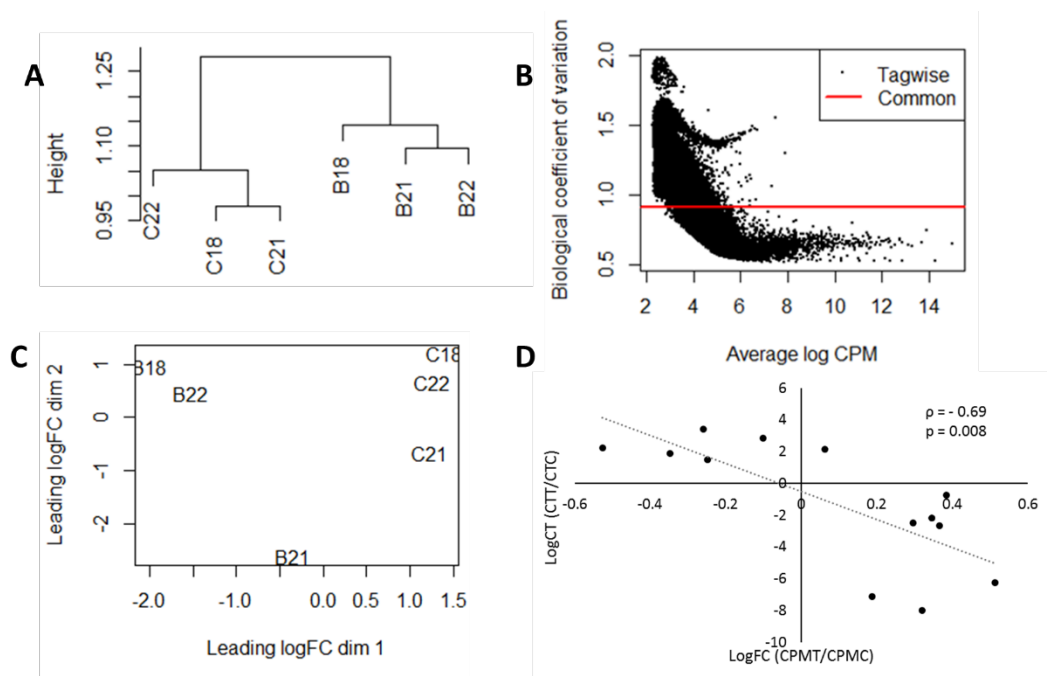 A
Height
0.95 1.10 1.25
C22
C18
C21
B18
B21
B22
B
Biological coefficient of variation
0.5 1.0 1.5 2.0
Tagwise
Common
2 4 6 8 10 12 14
Average log CPM
C
Leading logFC dim 2
1
0
-1
-2
B18
B22
B21
C18
C22
C21
-2.0 -1.0 0.0 0.5 1.0 1.5
Leading logFC dim 1
D
LogCT (CTT/CTC)
6
4
2
0
-2
-4
-6
-8
-10
ρ = - 0.69
p = 0.008
-0.6 -0.4 -0.2 0 0.2 0.4 0.6
LogFC (CPMT/CPMC)